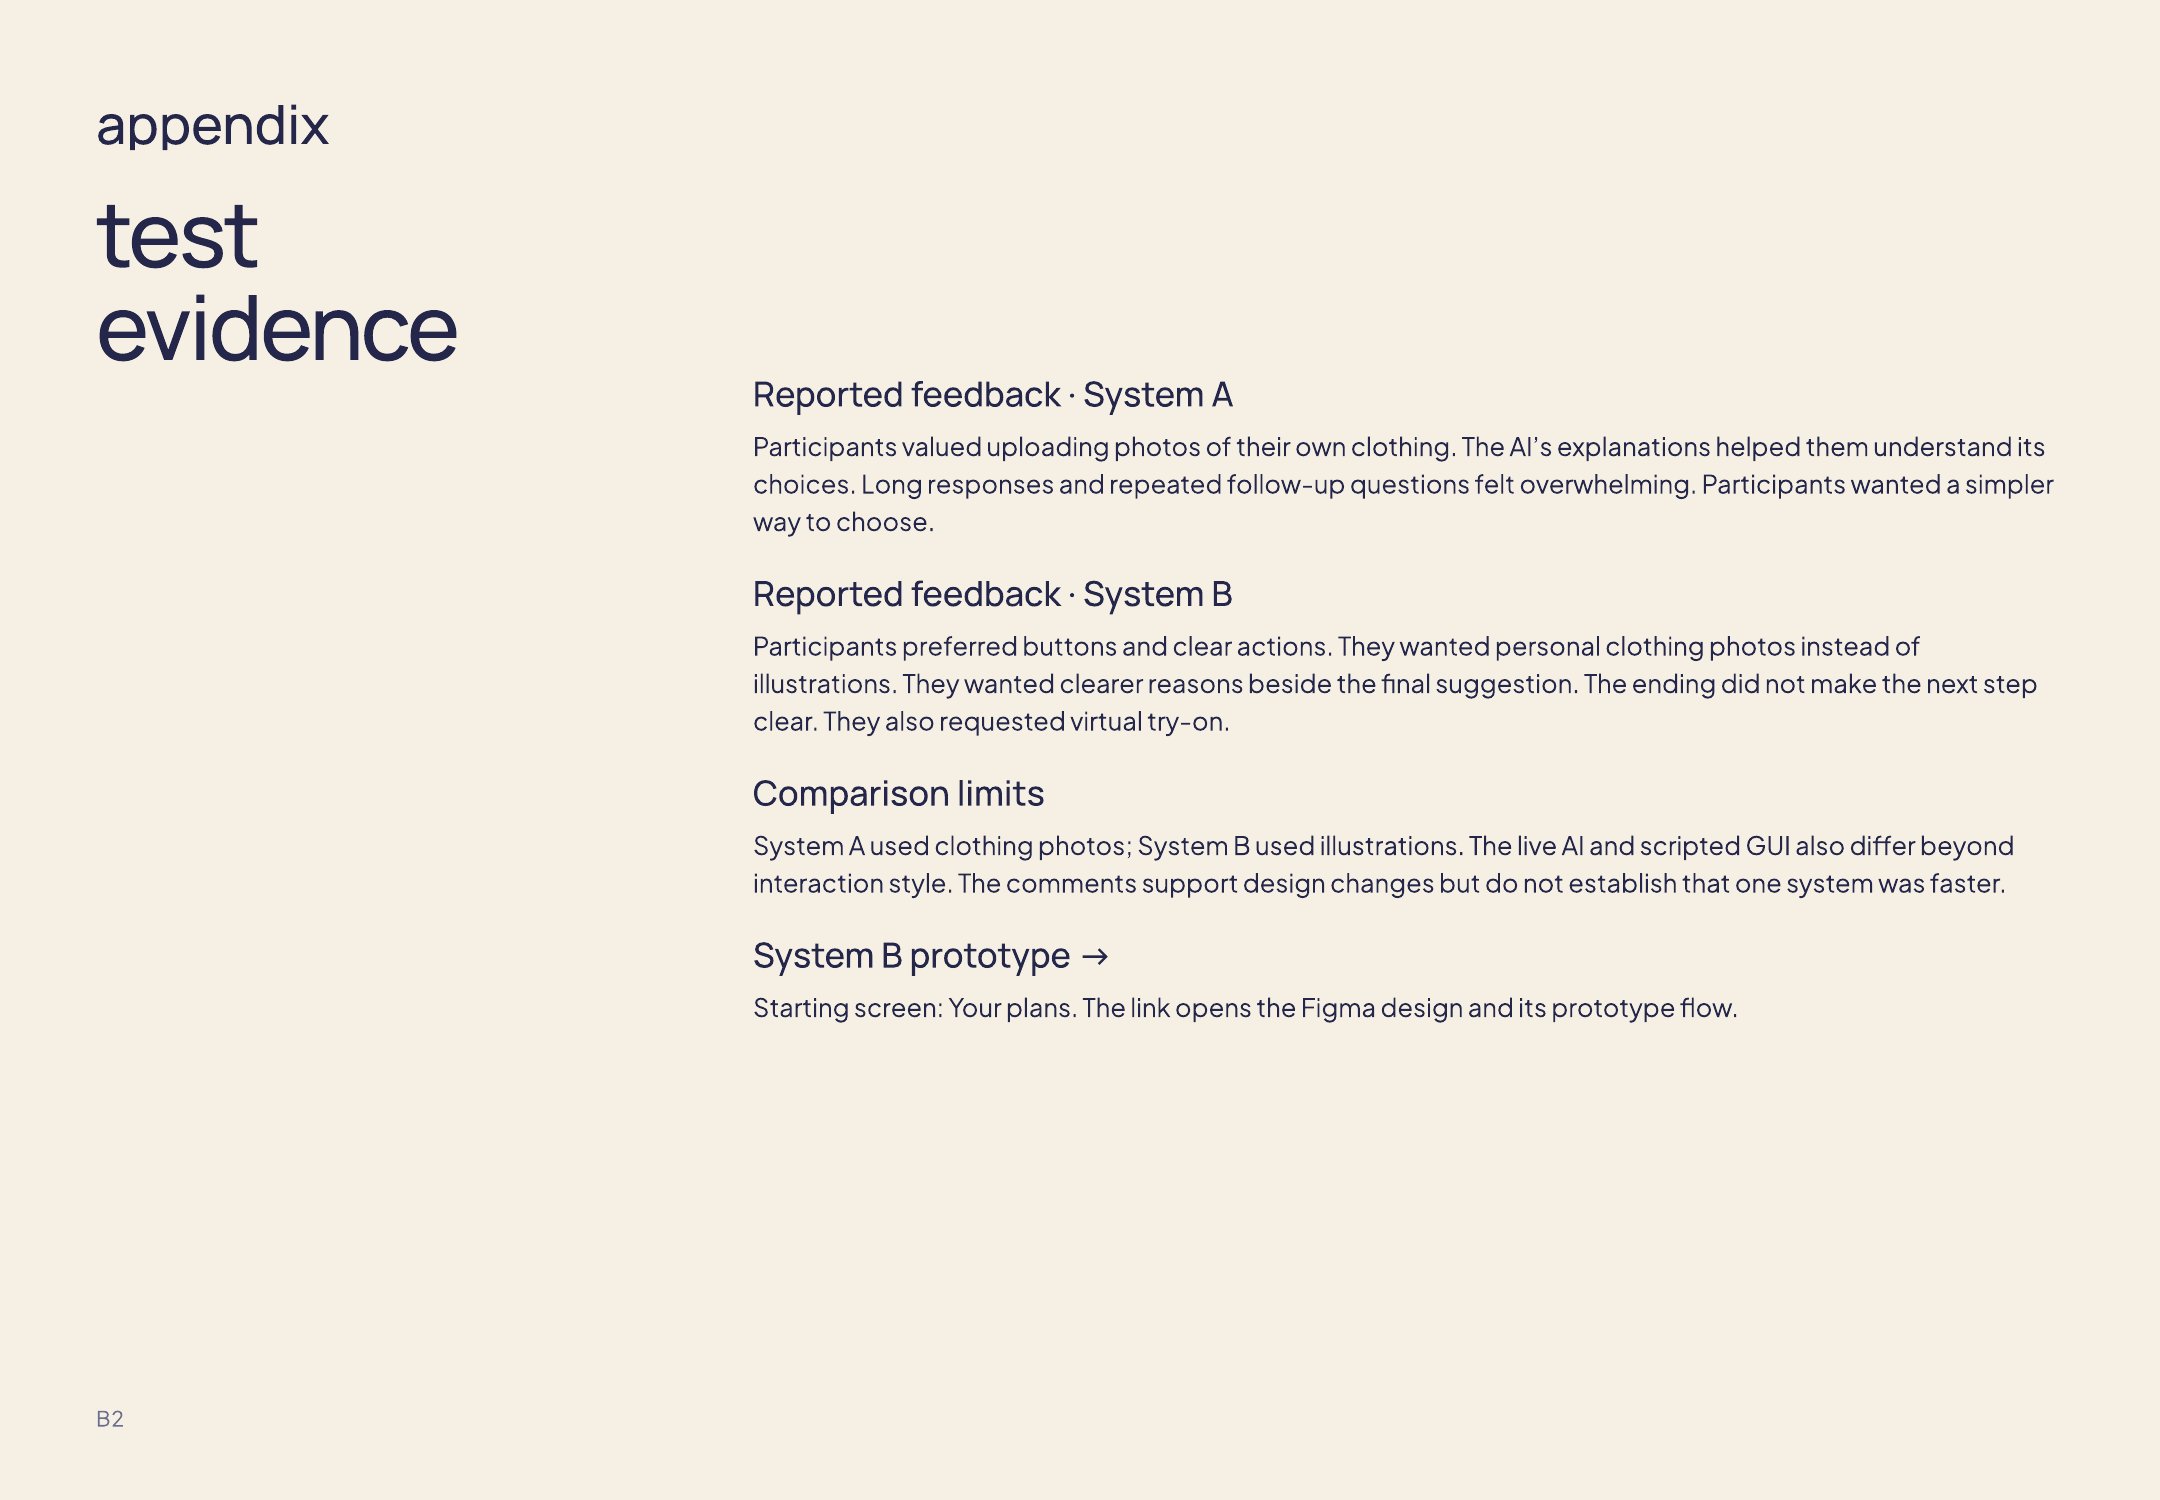 appendix
test
evidence
Reported feedback · System A
Participants valued uploading photos of their own clothing. The AI’s explanations helped them understand its
choices. Long responses and repeated follow-up questions felt overwhelming. Participants wanted a simpler
way to choose.
Reported feedback · System B
Participants preferred buttons and clear actions. They wanted personal clothing photos instead of
illustrations. They wanted clearer reasons beside the final suggestion. The ending did not make the next step
clear. They also requested virtual try-on.
Comparison limits
System A used clothing photos; System B used illustrations. The live AI and scripted GUI also differ beyond
interaction style. The comments support design changes but do not establish that one system was faster.
System B prototype →
Starting screen: Your plans. The link opens the Figma design and its prototype flow.
B2